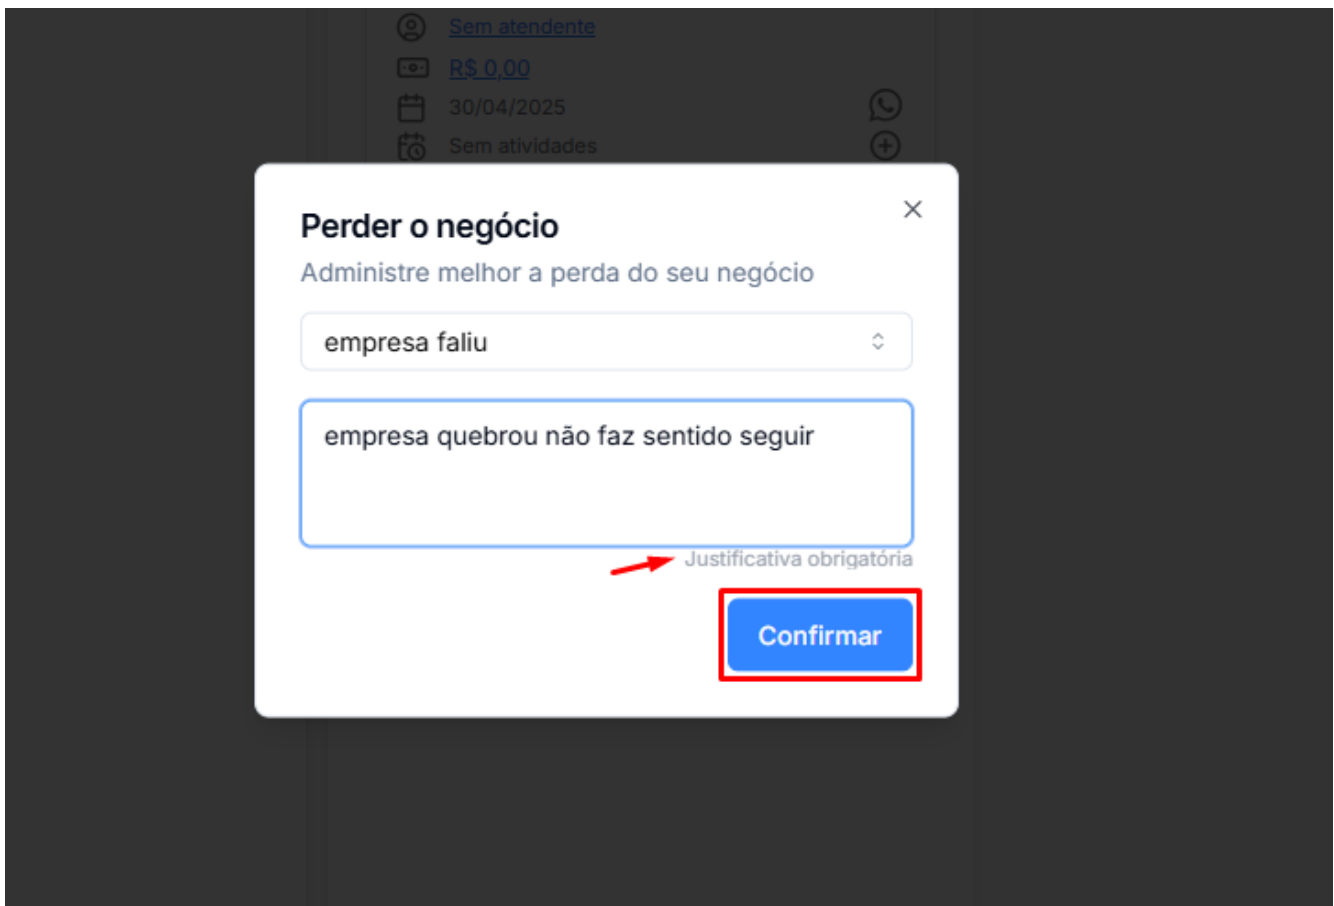 Sem atendente
R$ 0,00
30/04/2025
Sem atividades
Perder o negócio
Administre melhor a perda do seu negócio
empresa faliu
empresa quebrou não faz sentido seguir
Justificativa obrigatória
Confirmar